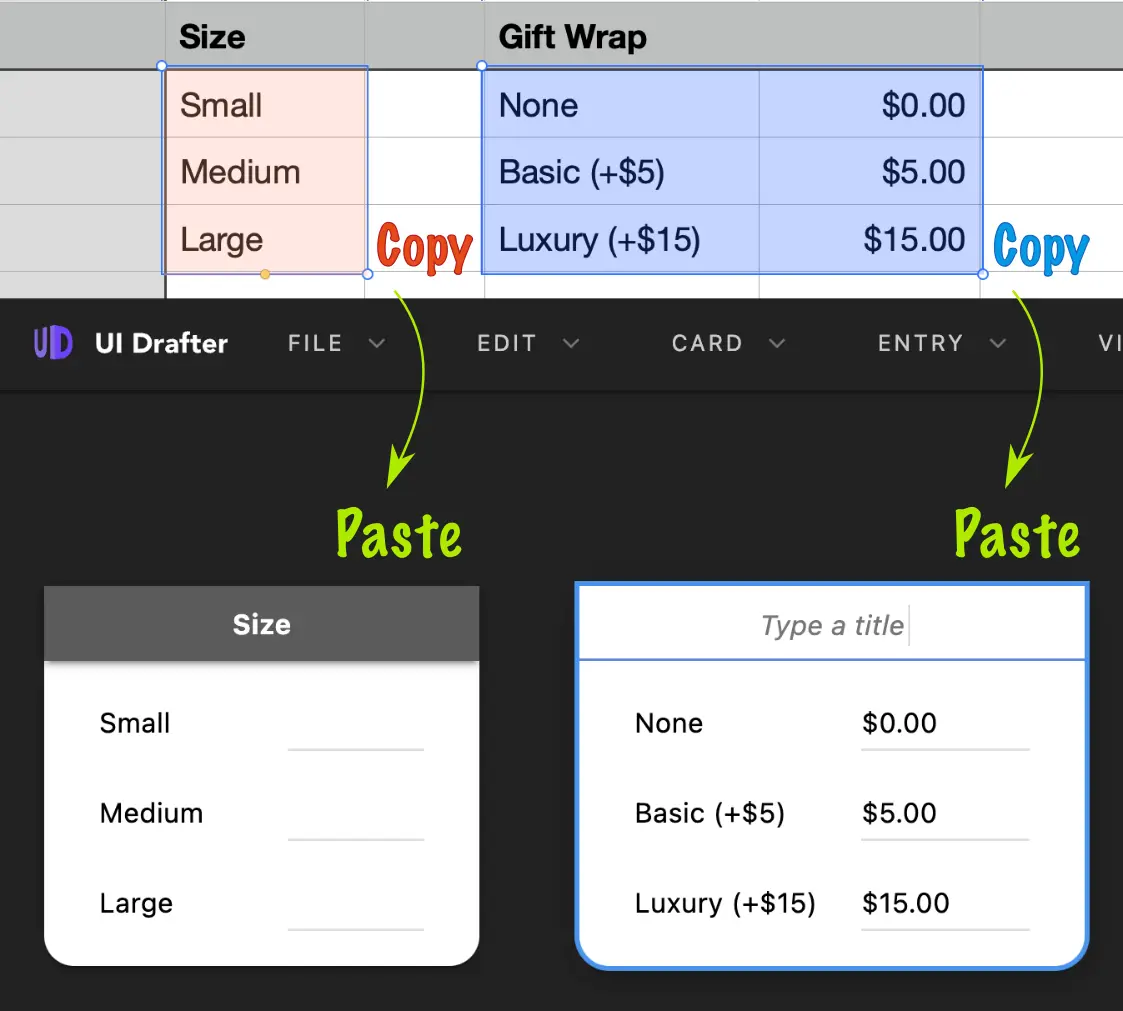 Size Gift Wrap
Small None $0.00
Medium Basic (+$5) $5.00
Large Copy Luxury (+$15) $15.00 Copy
UD UI Drafter FILE EDIT CARD ENTRY VI
Paste Paste
Size Type a title
Small None $0.00
Medium Basic (+$5) $5.00
Large Luxury (+$15) $15.00